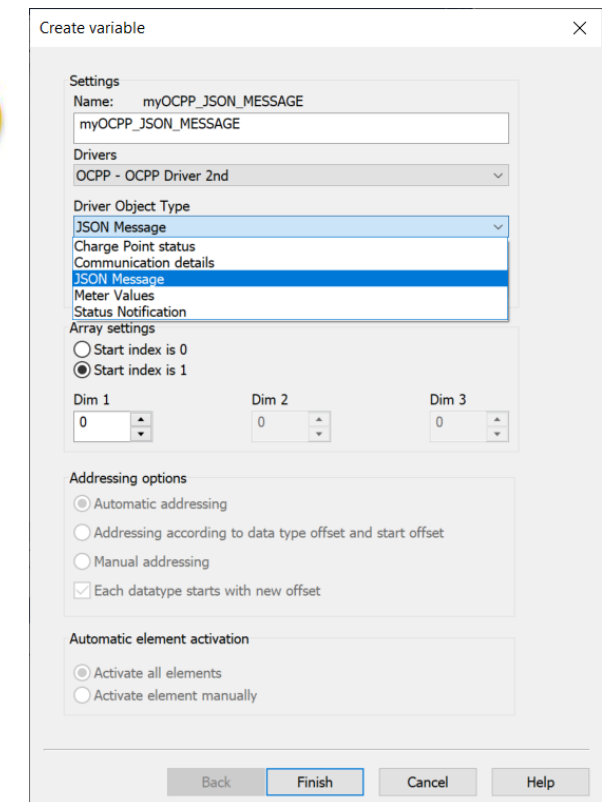 Create variable
Settings
Name: myOCPP_JSON_MESSAGE
myOCPP_JSON_MESSAGE
Drivers
OCPP - OCPP Driver 2nd
Driver Object Type
JSON Message
Charge Point status
Communication details
JSON Message
Meter Values
Status Notification
Array settings
Start index is 0
Start index is 1
Dim 1 Dim 2 Dim 3
0 0 0
Addressing options
Automatic addressing
Addressing according to data type offset and start offset
Manual addressing
Each datatype starts with new offset
Automatic element activation
Activate all elements
Activate element manually
Back Finish Cancel Help